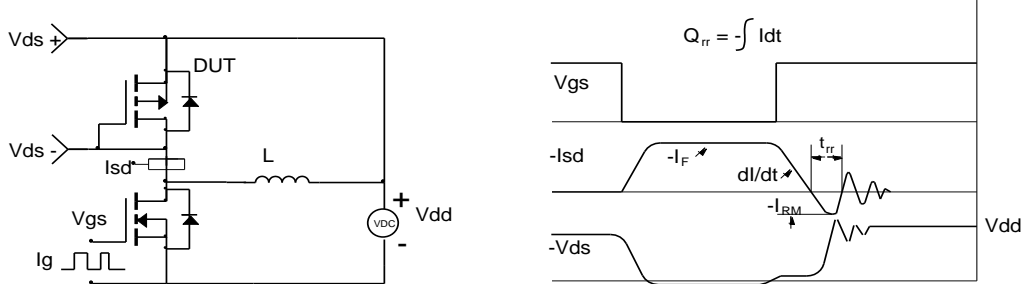 Vds +
DUT
Vds -
Isd
L
Vgs
+
VDC
Vdd
-
Ig
Q_rr = -∫ Idt
Vgs
-Isd
-I_F
t_rr
dI/dt
-I_RM
Vdd
-Vds